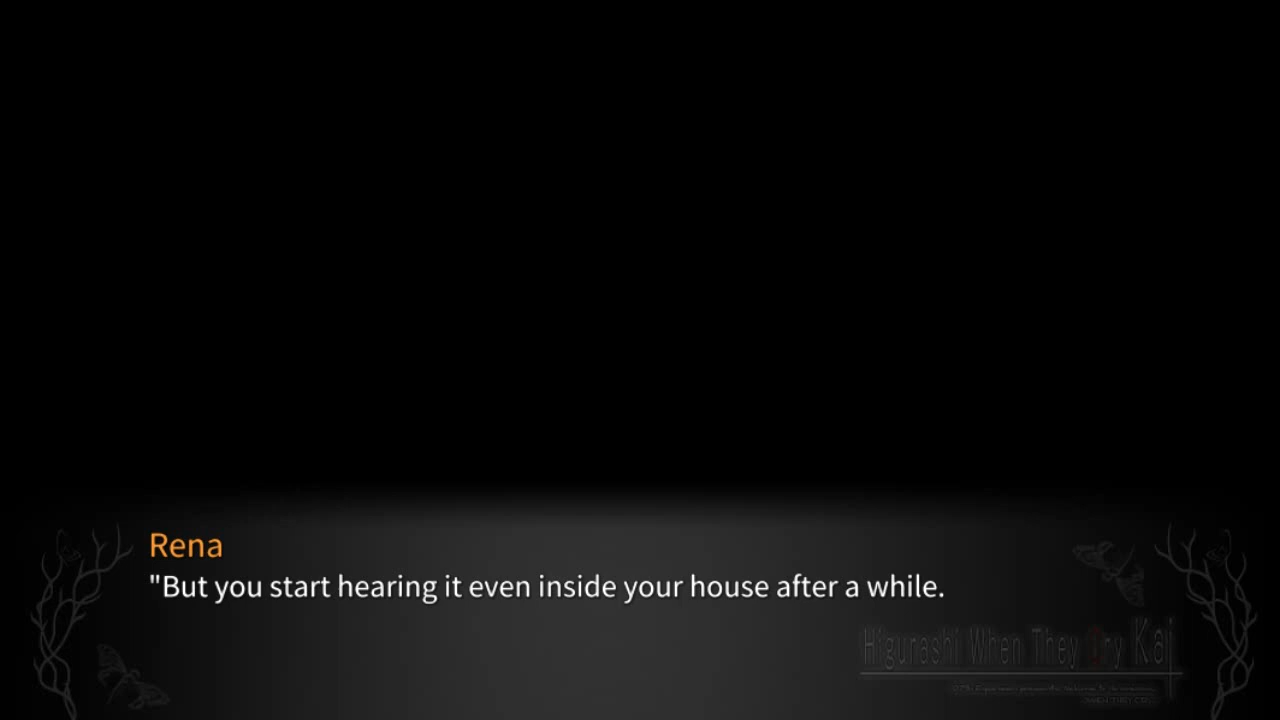 Rena
"But you start hearing it even inside your house after a while.
Higurashi When They Cry Kai